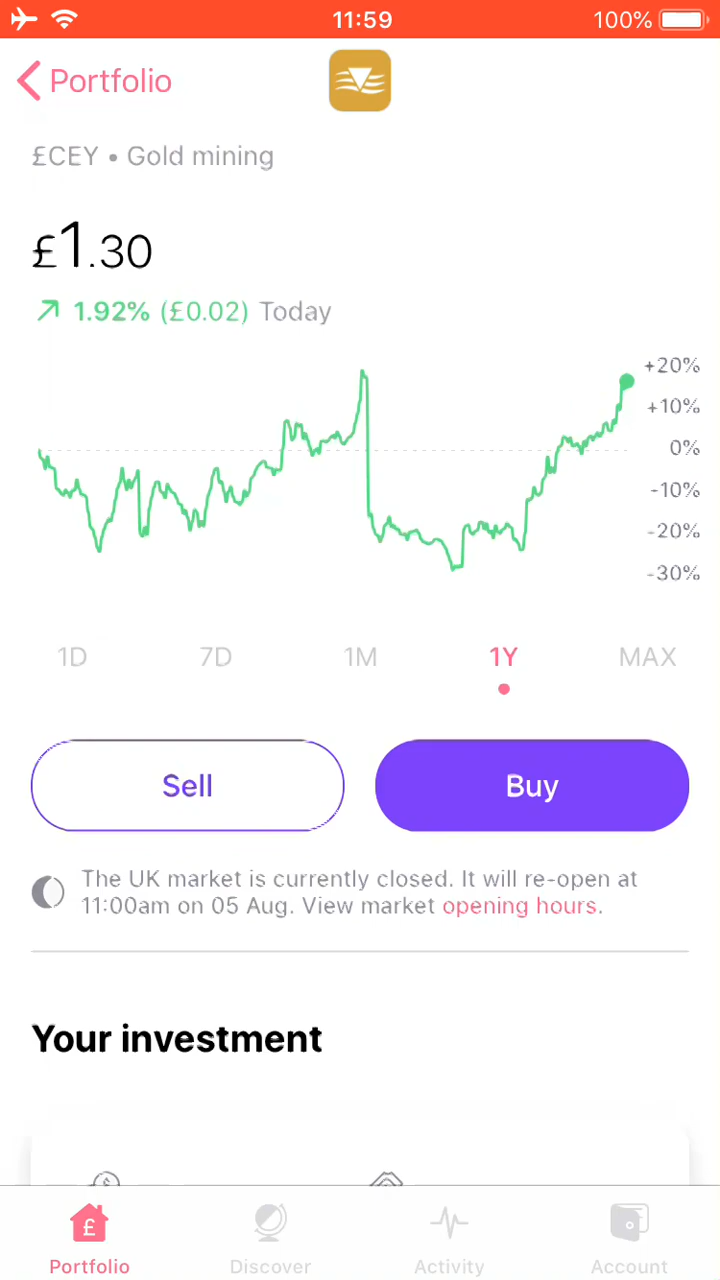 11:59
100%
Portfolio
£CEY • Gold mining
£1.30
1.92% (£0.02) Today
+20%
+10%
0%
-10%
-20%
-30%
1D 7D 1M 1Y MAX
Sell Buy
The UK market is currently closed. It will re-open at
11:00am on 05 Aug. View market opening hours.
Your investment
Portfolio Discover Activity Account